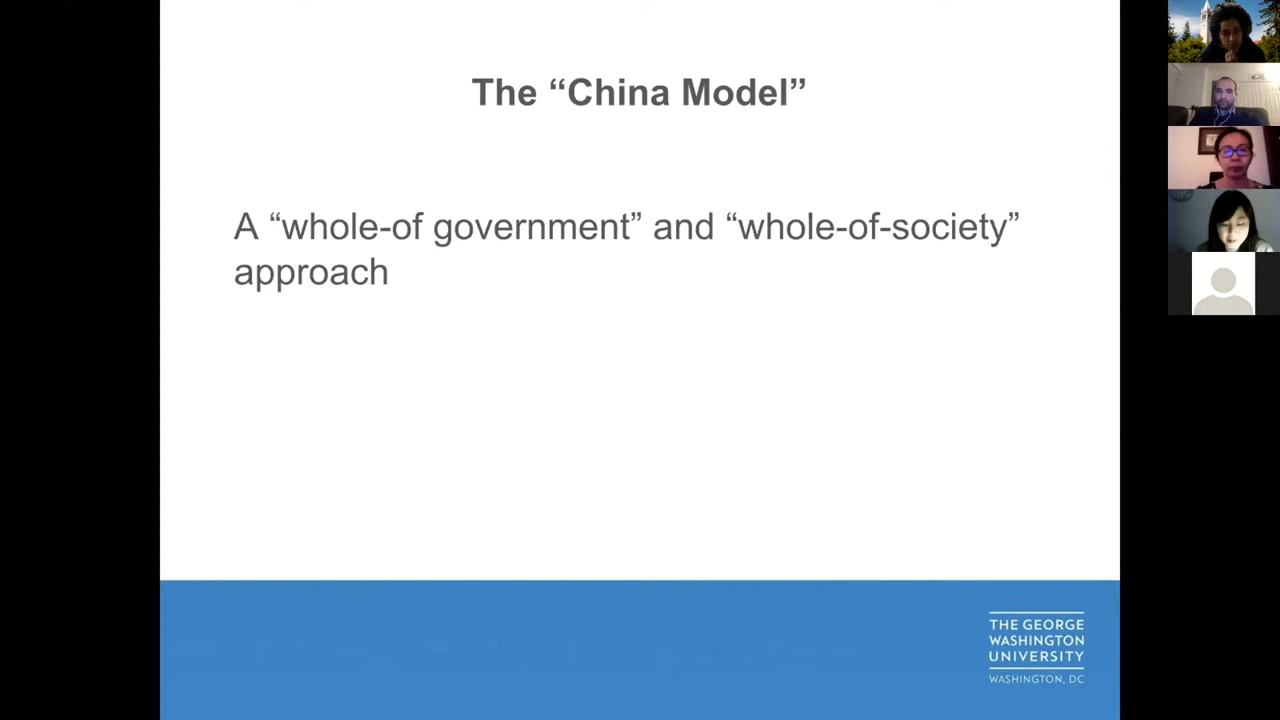 The “China Model”
A “whole-of government” and “whole-of-society”
approach
THE GEORGE
WASHINGTON
UNIVERSITY
WASHINGTON, DC